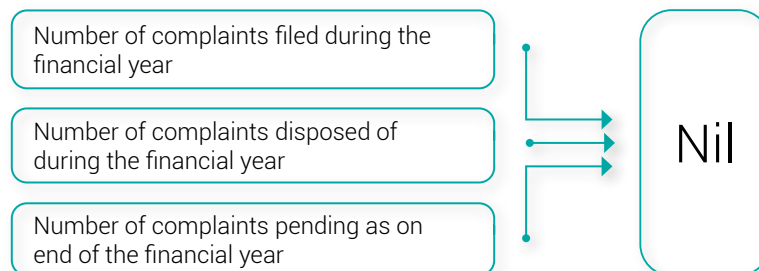 Number of complaints filed during the
financial year
Number of complaints disposed of
during the financial year
Number of complaints pending as on
end of the financial year
Nil